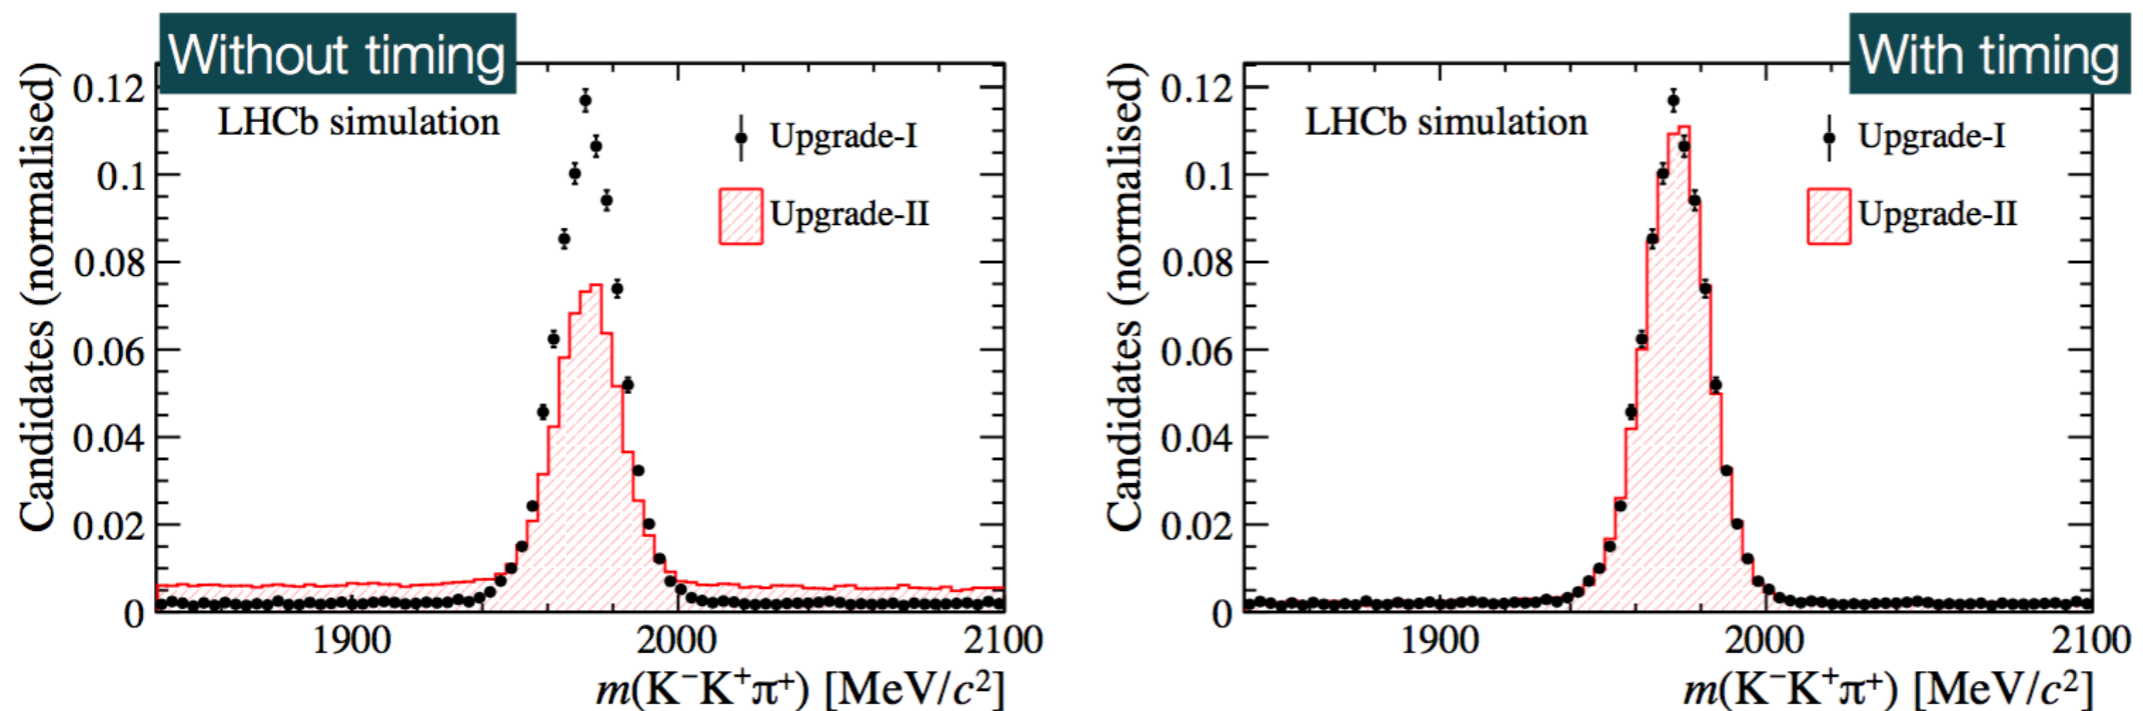 Without timing
LHCb simulation
Upgrade-I
Upgrade-II
Candidates (normalised)
0.12
0.1
0.08
0.06
0.04
0.02
0
1900
2000
2100
m(K⁻K⁺π⁺) [MeV/c²]
With timing
LHCb simulation
Upgrade-I
Upgrade-II
Candidates (normalised)
0.12
0.1
0.08
0.06
0.04
0.02
0
1900
2000
2100
m(K⁻K⁺π⁺) [MeV/c²]